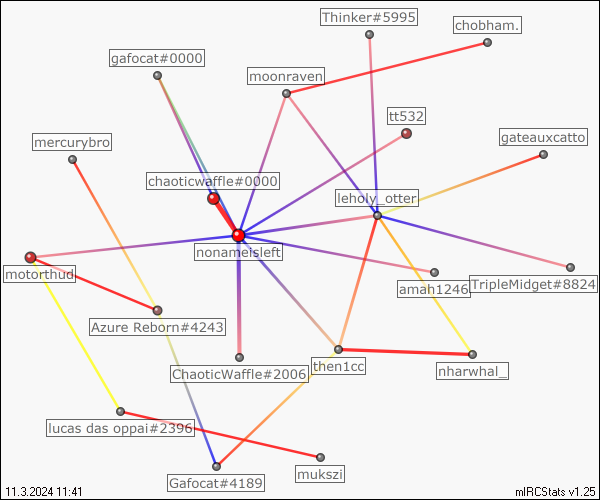 Thinker#5995
chobham.
gafocat#0000
moonraven
tt532
mercurybro
gateauxcatto
chaoticwaffle#0000
leholy_otter
nonameisleft
motorthud
amah1246
TripleMidget#8824
Azure Reborn#4243
then1cc
ChaoticWaffle#2006
nharwhal_
lucas das oppai#2396
mukszi
Gafocat#4189
11.3.2024 11:41
mIRCStats v1.25